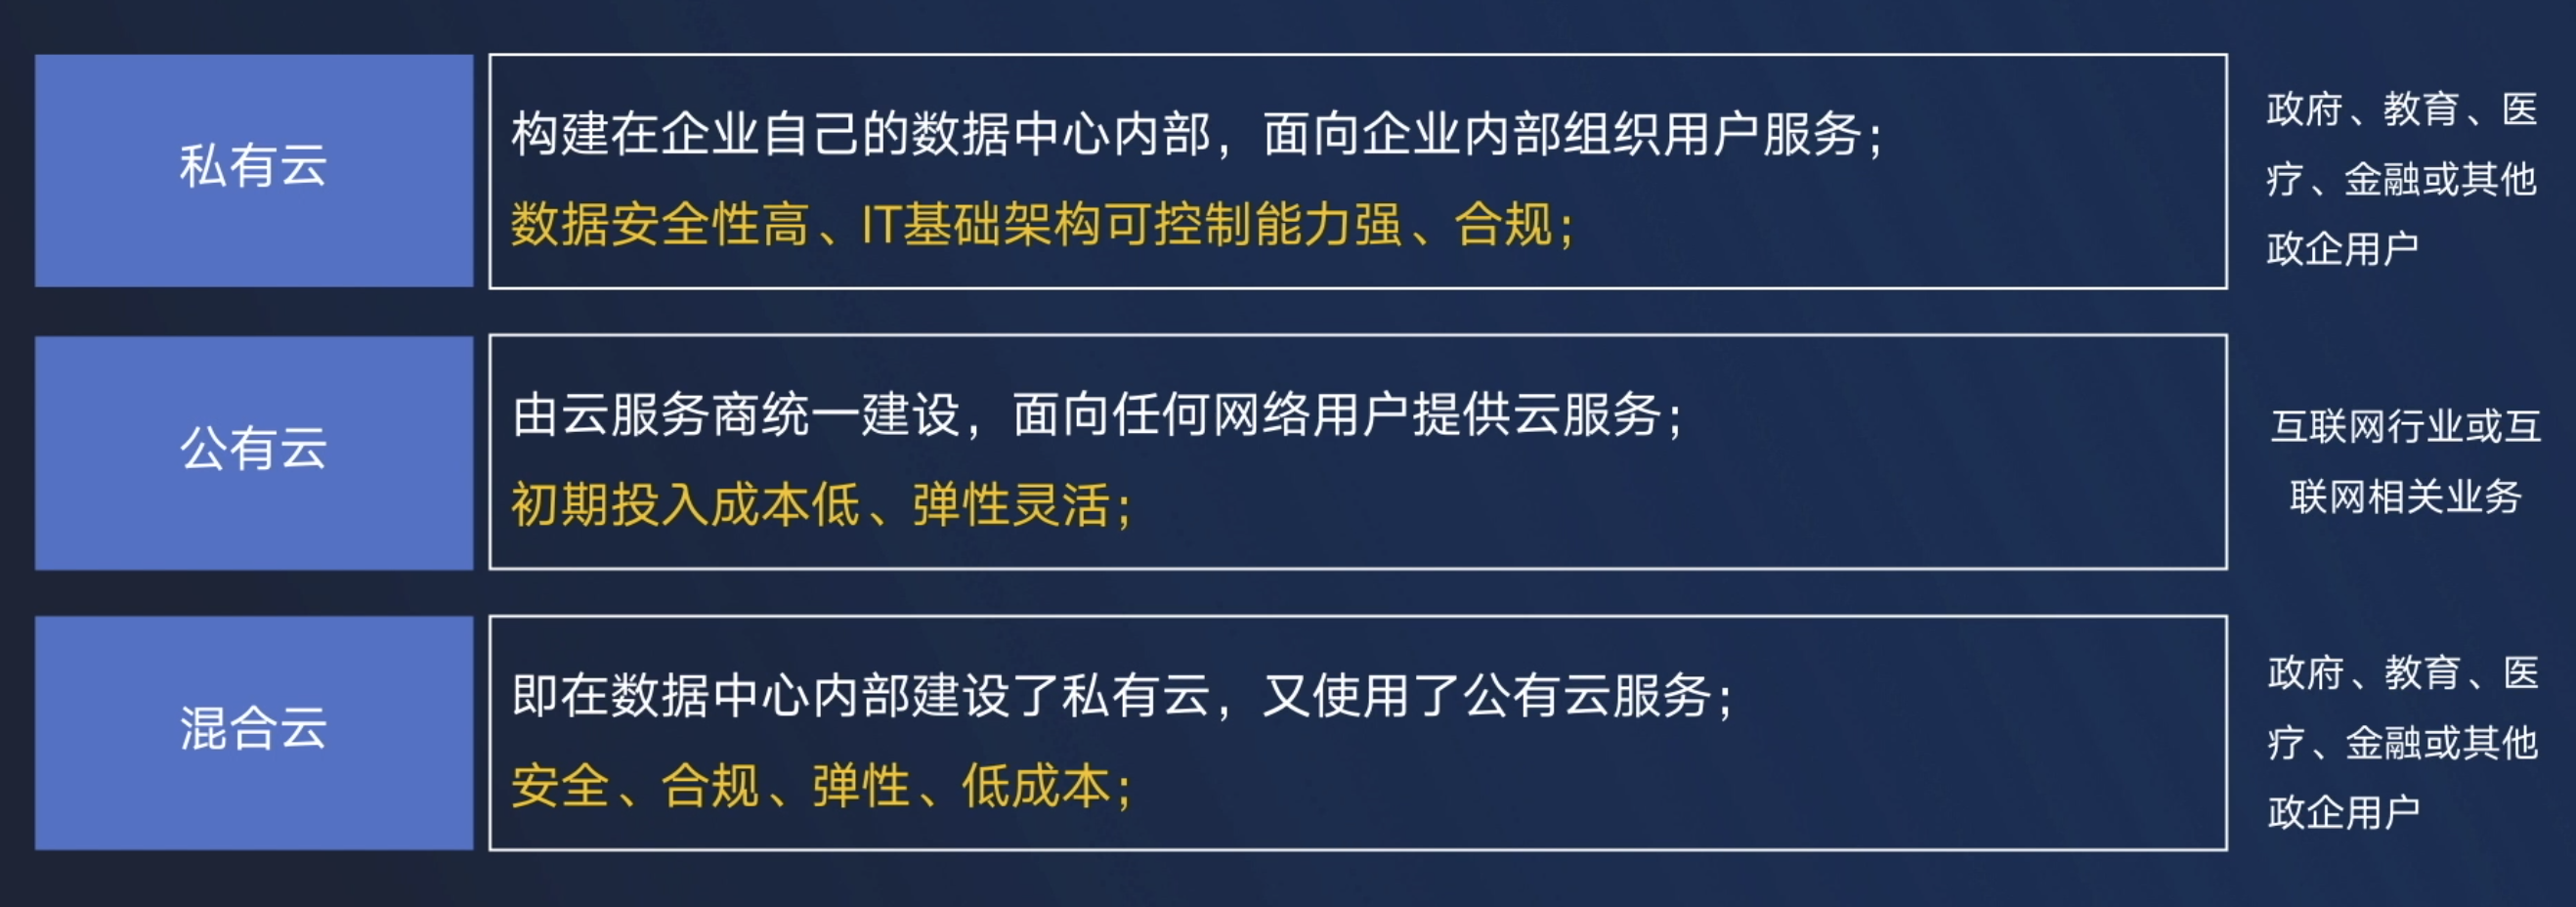 私有云
构建在企业自己的数据中心内部，面向企业内部组织用户服务；
数据安全性高、IT基础架构可控制能力强、合规；
政府、教育、医
疗、金融或其他
政企用户
公有云
由云服务商统一建设，面向任何网络用户提供云服务；
初期投入成本低、弹性灵活；
互联网行业或互
联网相关业务
混合云
即在数据中心内部建设了私有云，又使用了公有云服务；
安全、合规、弹性、低成本；
政府、教育、医
疗、金融或其他
政企用户